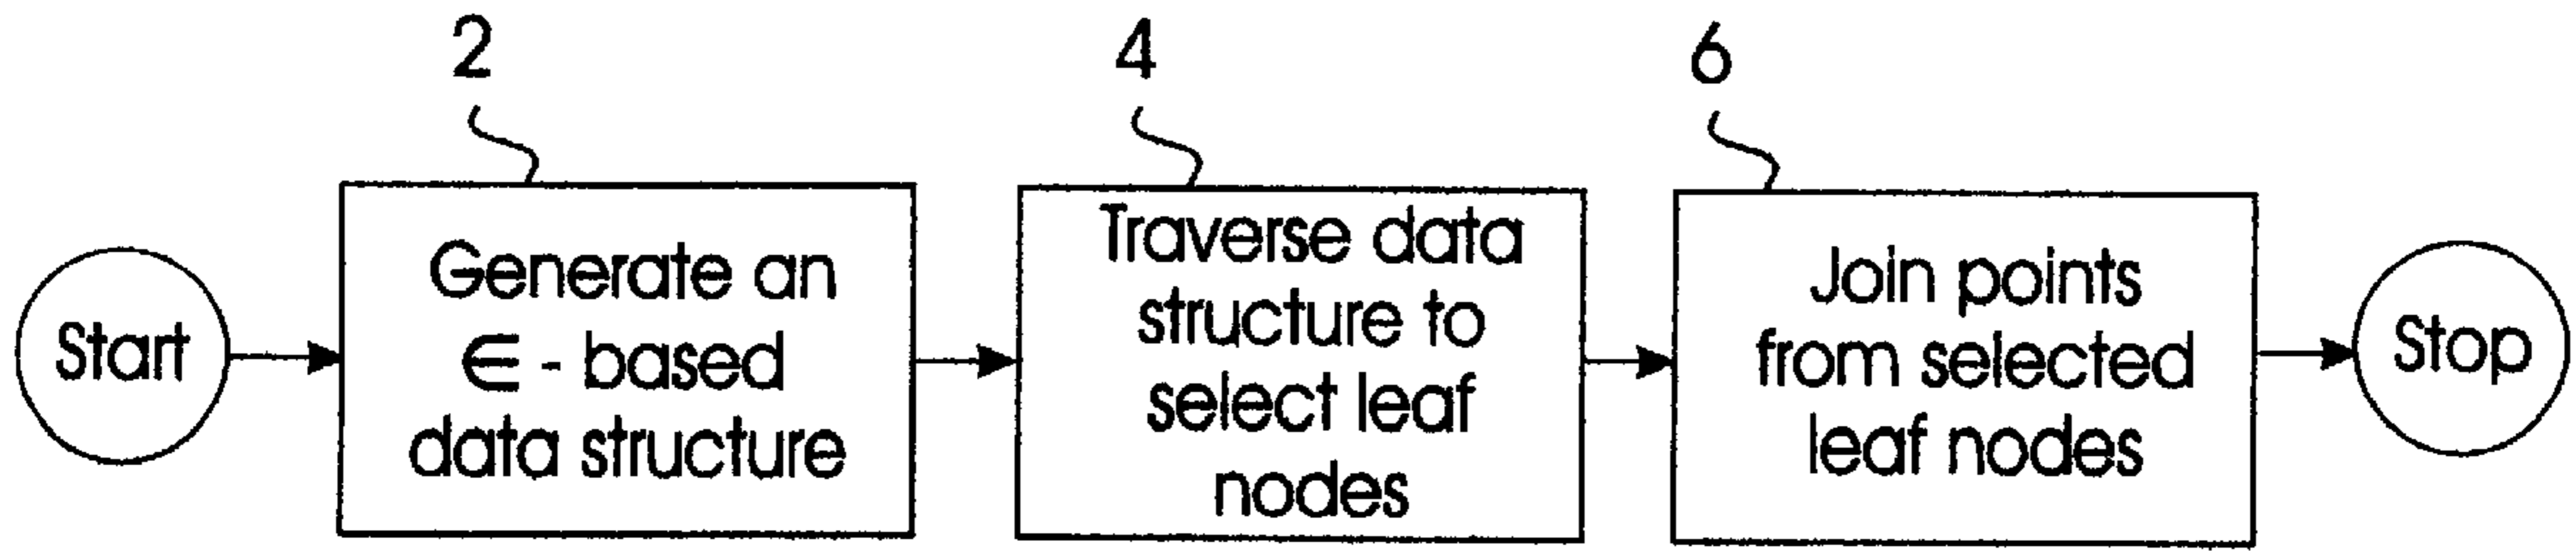 2
4
6
Start
Generate an
∈ - based
data structure
Traverse data
structure to
select leaf
nodes
Join points
from selected
leaf nodes
Stop